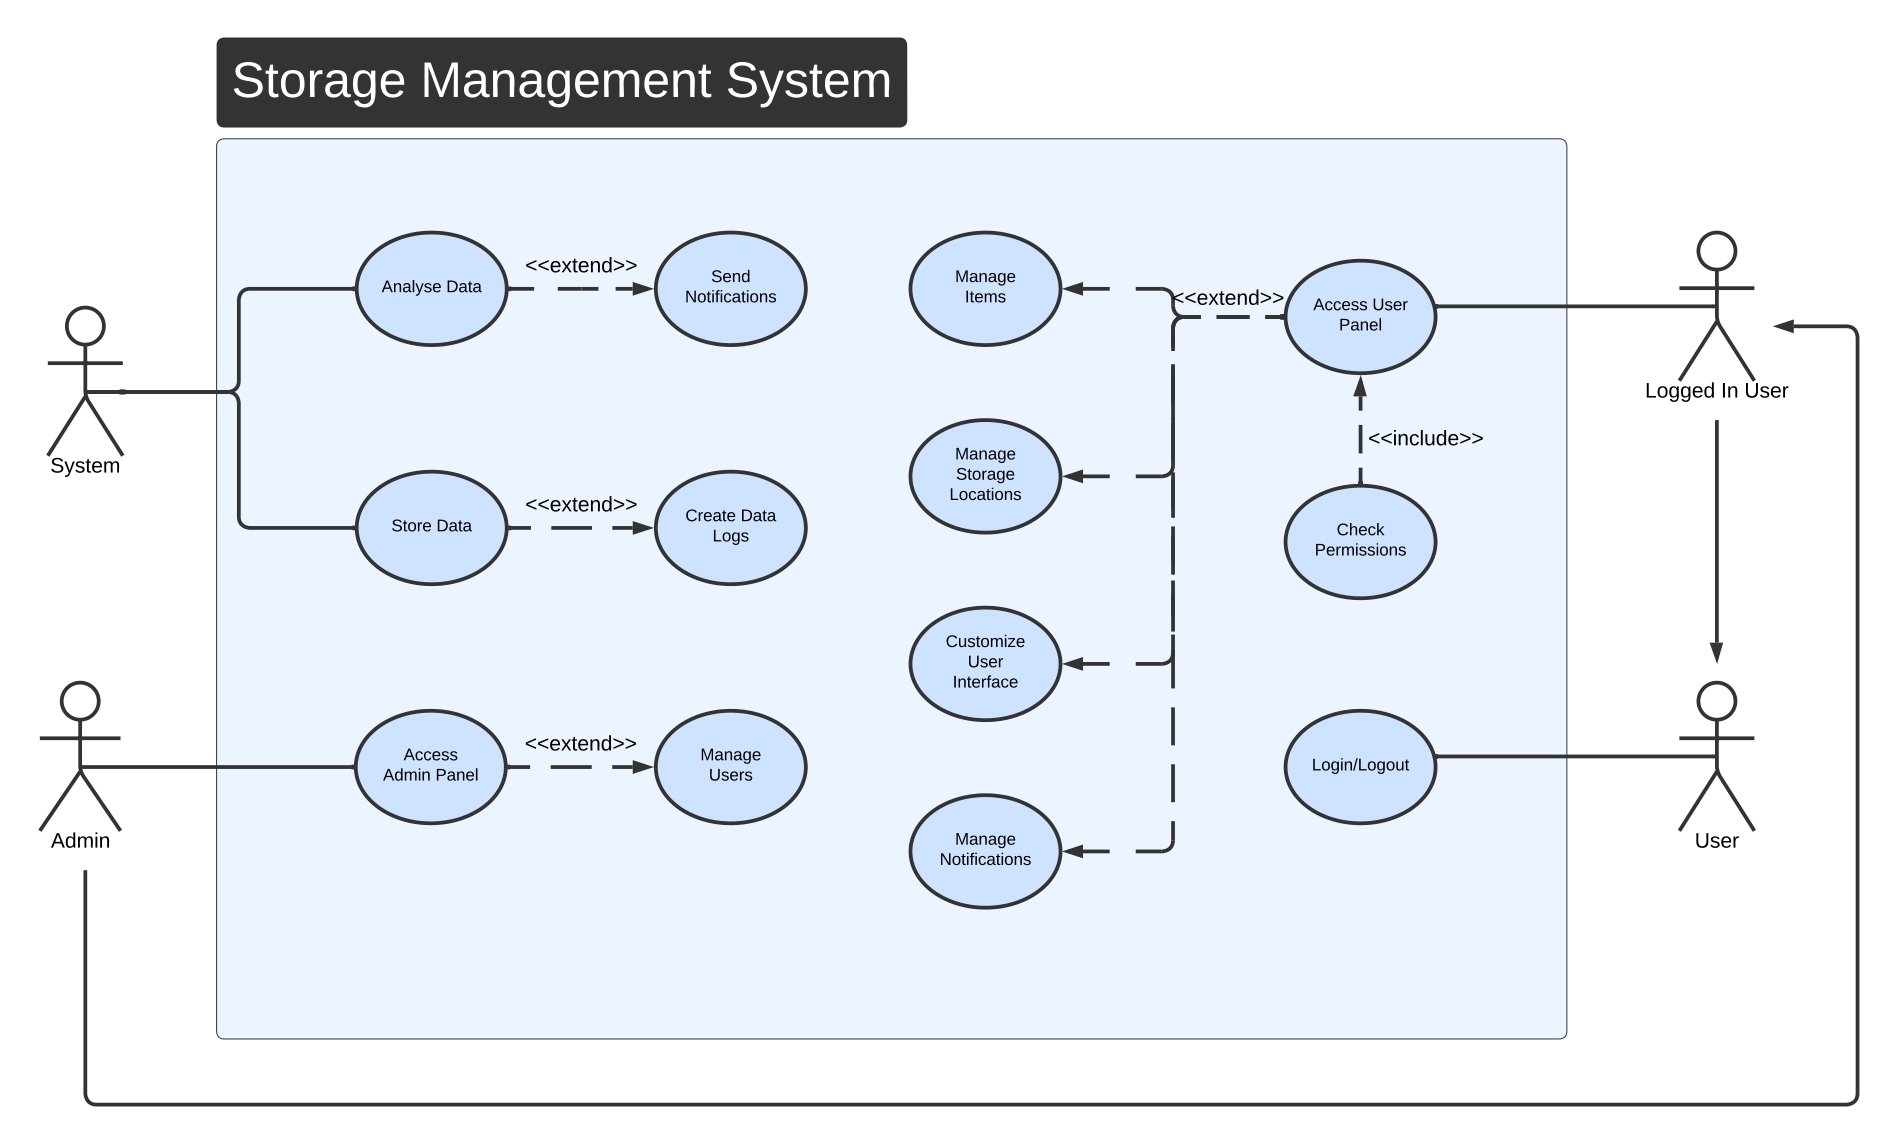 Storage Management System
Analyse Data
<<extend>>
Send
Notifications
Manage
Items
<<extend>>
Access User
Panel
Logged In User
System
Store Data
<<extend>>
Create Data
Logs
Manage
Storage
Locations
<<include>>
Check
Permissions
Customize
User
Interface
Admin
Access
Admin Panel
<<extend>>
Manage
Users
Manage
Notifications
Login/Logout
User